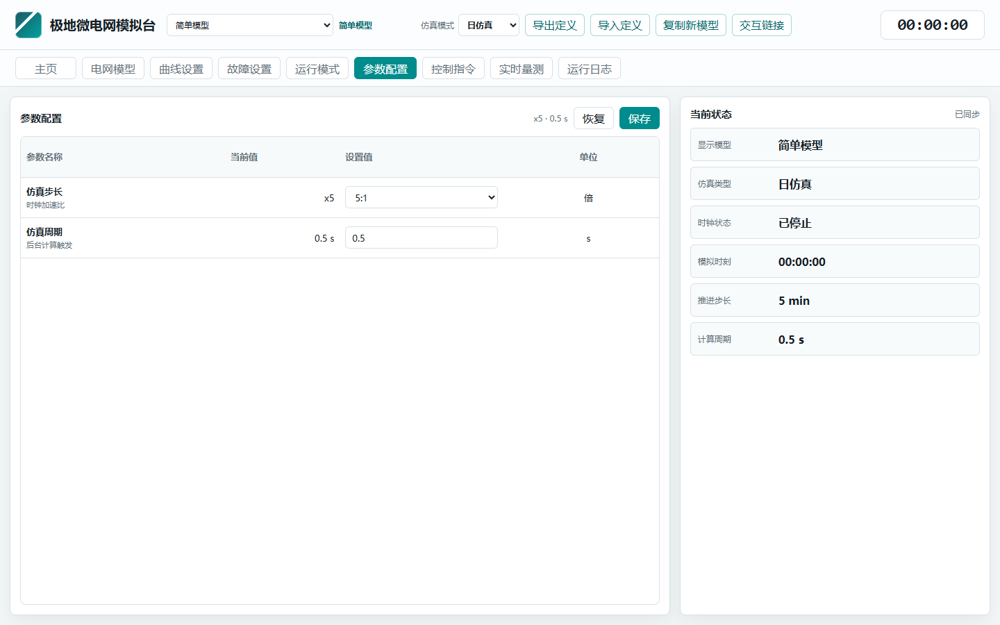 极地微电网模拟台
简单模型
简单模型
仿真模式
日仿真
导出定义
导入定义
复制新模型
交互链接
00:00:00
主页
电网模型
曲线设置
故障设置
运行模式
参数配置
控制指令
实时量测
运行日志
参数配置
x5 · 0.5 s
恢复
保存
参数名称
当前值
设置值
单位
仿真步长
时钟加速比
x5
5:1
倍
仿真周期
后台计算触发
0.5 s
0.5
s
当前状态
已同步
显示模型
简单模型
仿真类型
日仿真
时钟状态
已停止
模拟时刻
00:00:00
推进步长
5 min
计算周期
0.5 s